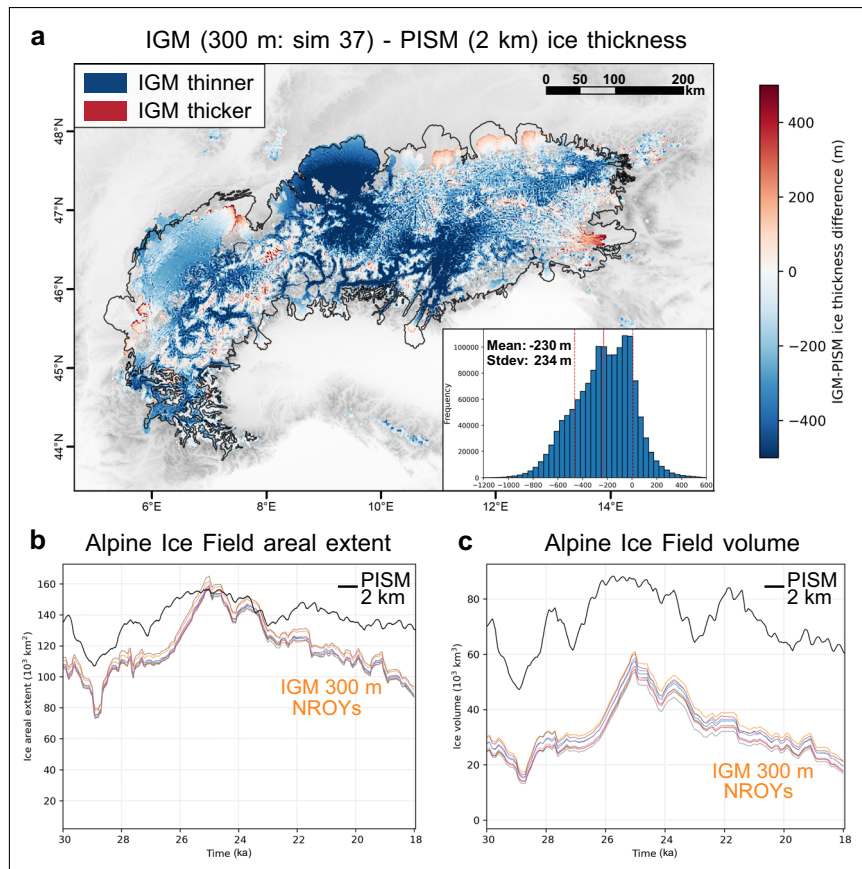 a IGM (300 m: sim 37) - PISM (2 km) ice thickness
IGM thinner
IGM thicker
0 50 100 200
km
48°N
47°N
46°N
45°N
44°N
6°E 8°E 10°E 12°E 14°E
400
200
0
−200
−400
IGM-PISM ice thickness difference (m)
Mean: -230 m
Stdev: 234 m
100000
80000
60000
40000
20000
0
Frequency
−1200 −1000 −800 −600 −400 −200 0 200 400 600
b Alpine Ice Field areal extent
PISM
2 km
IGM 300 m
NROYs
160
140
120
100
80
60
40
20
Ice areal extent (10³ km²)
30 28 26 24 22 20 18
Time (ka)
c Alpine Ice Field volume
PISM
2 km
IGM 300 m
NROYs
80
60
40
20
0
Ice volume (10³ km³)
30 28 26 24 22 20 18
Time (ka)